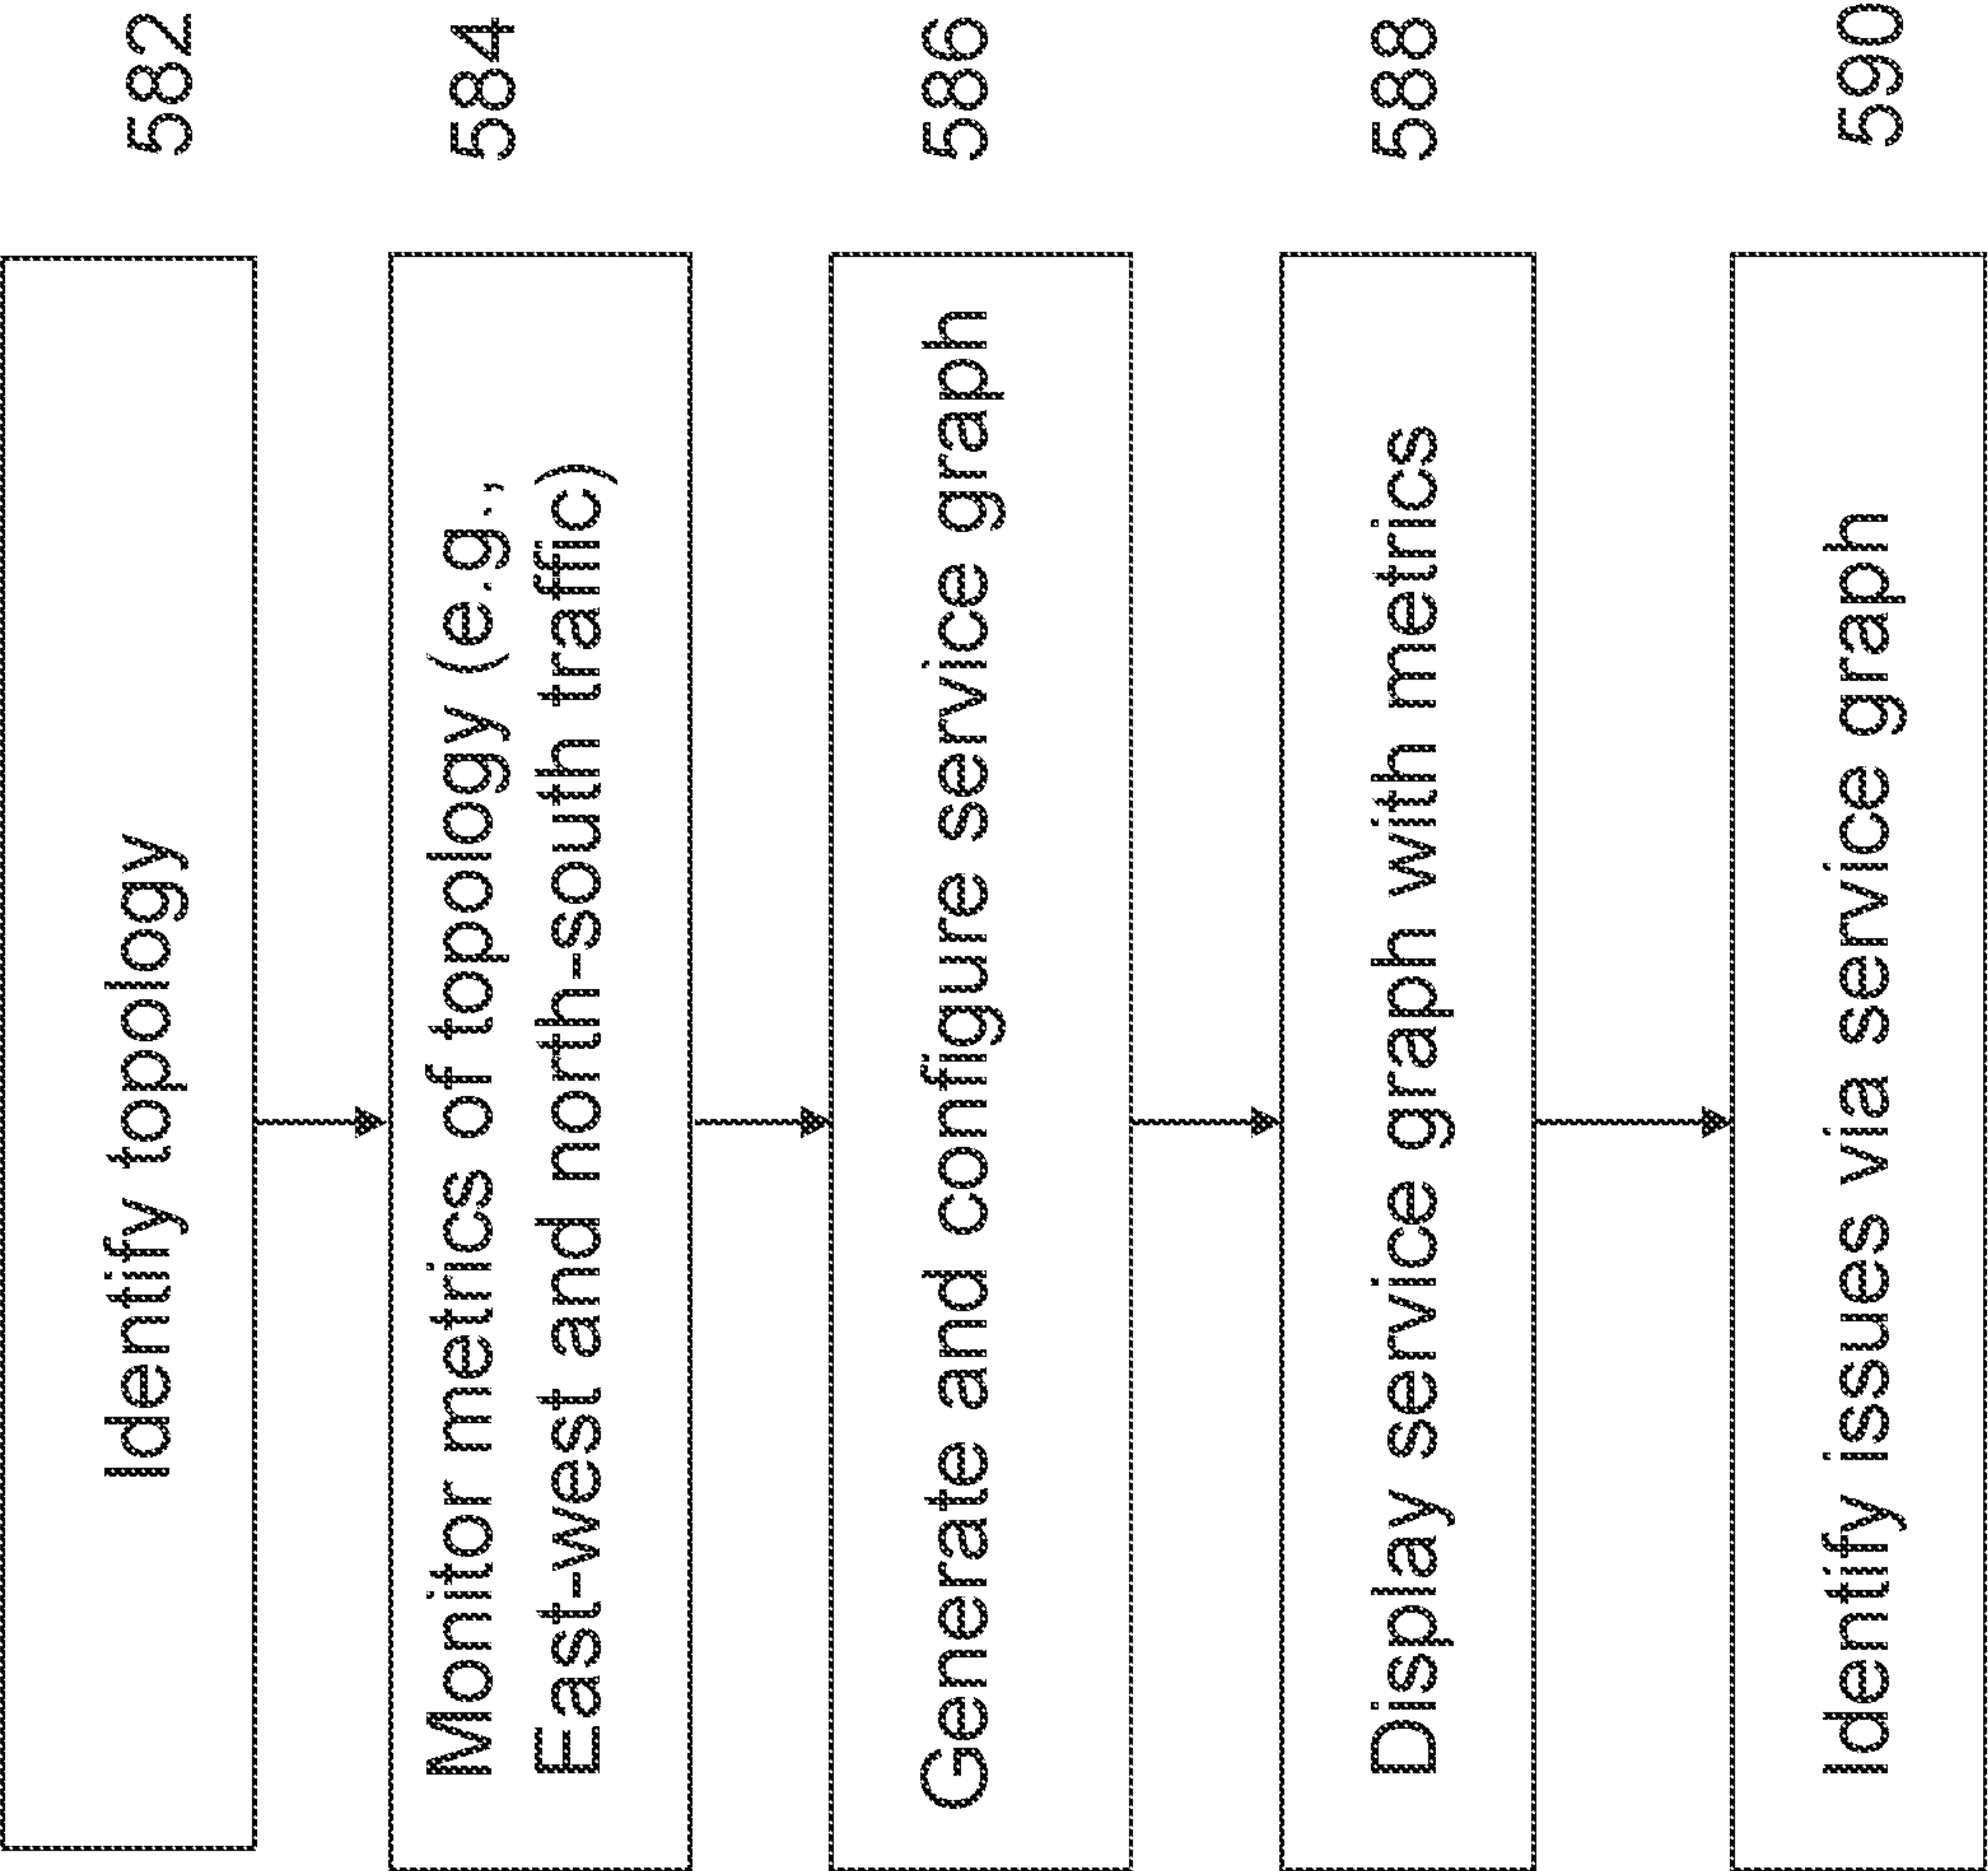 Identify topology
582
Monitor metrics of topology (e.g.,
East-west and north-south traffic)
584
Generate and configure service graph
586
Display service graph with metrics
588
Identify issues via service graph
590